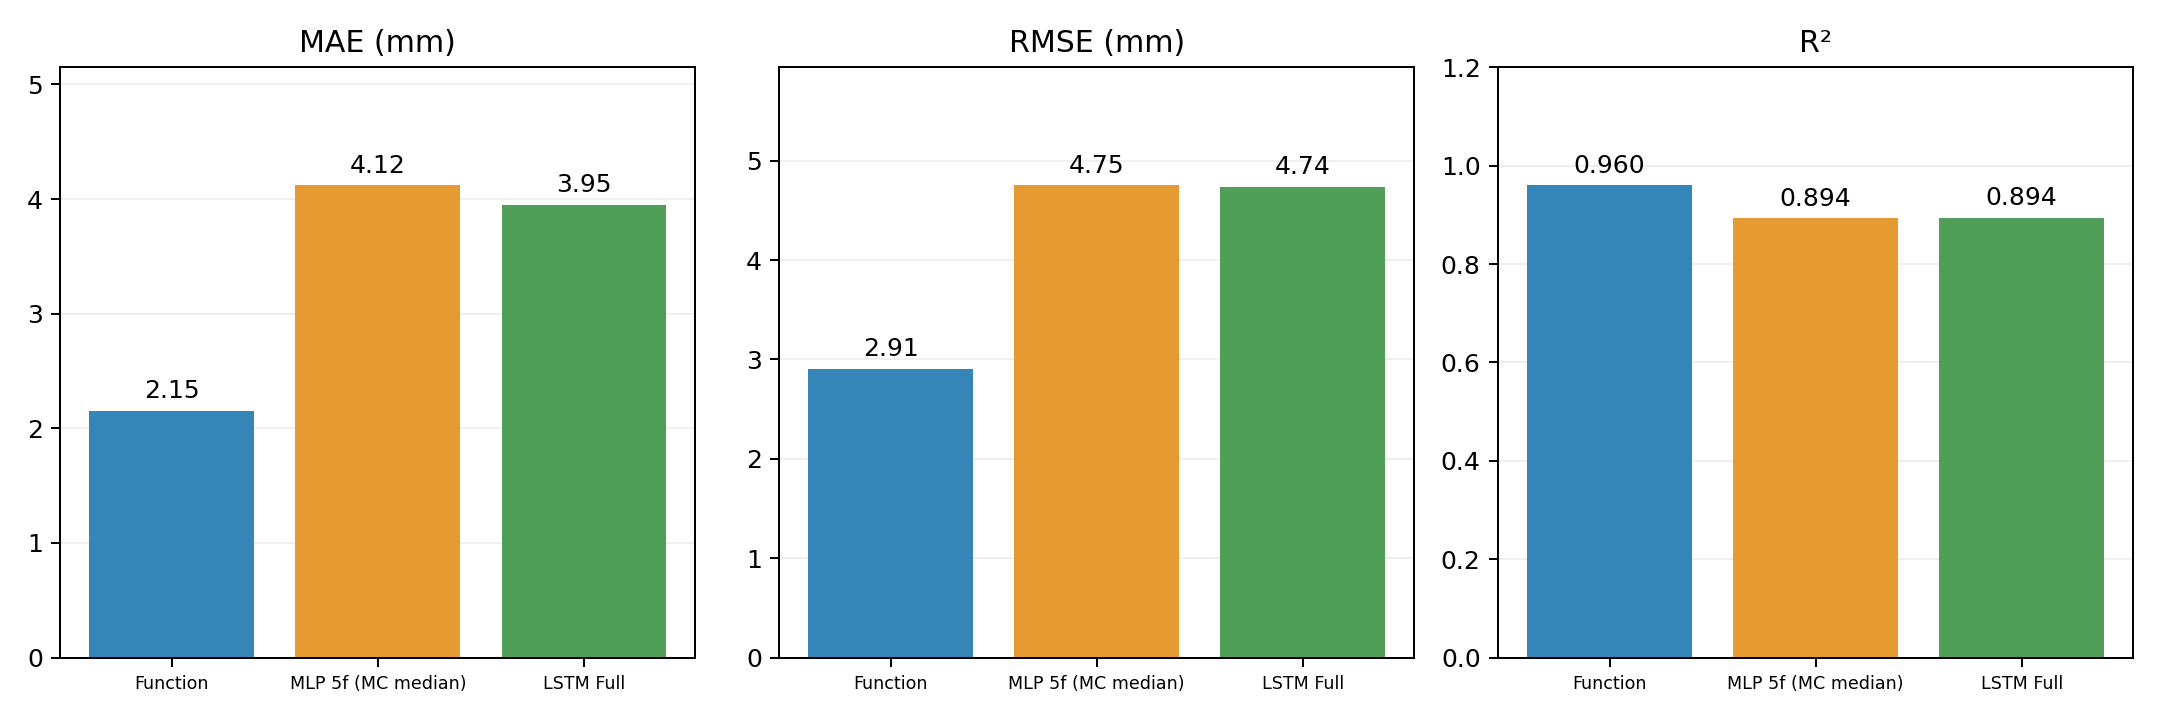 MAE (mm)
5
4
3
2
1
0
2.15
4.12
3.95
Function
MLP 5f (MC median)
LSTM Full
RMSE (mm)
5
4
3
2
1
0
2.91
4.75
4.74
Function
MLP 5f (MC median)
LSTM Full
R²
1.2
1.0
0.8
0.6
0.4
0.2
0.0
0.960
0.894
0.894
Function
MLP 5f (MC median)
LSTM Full